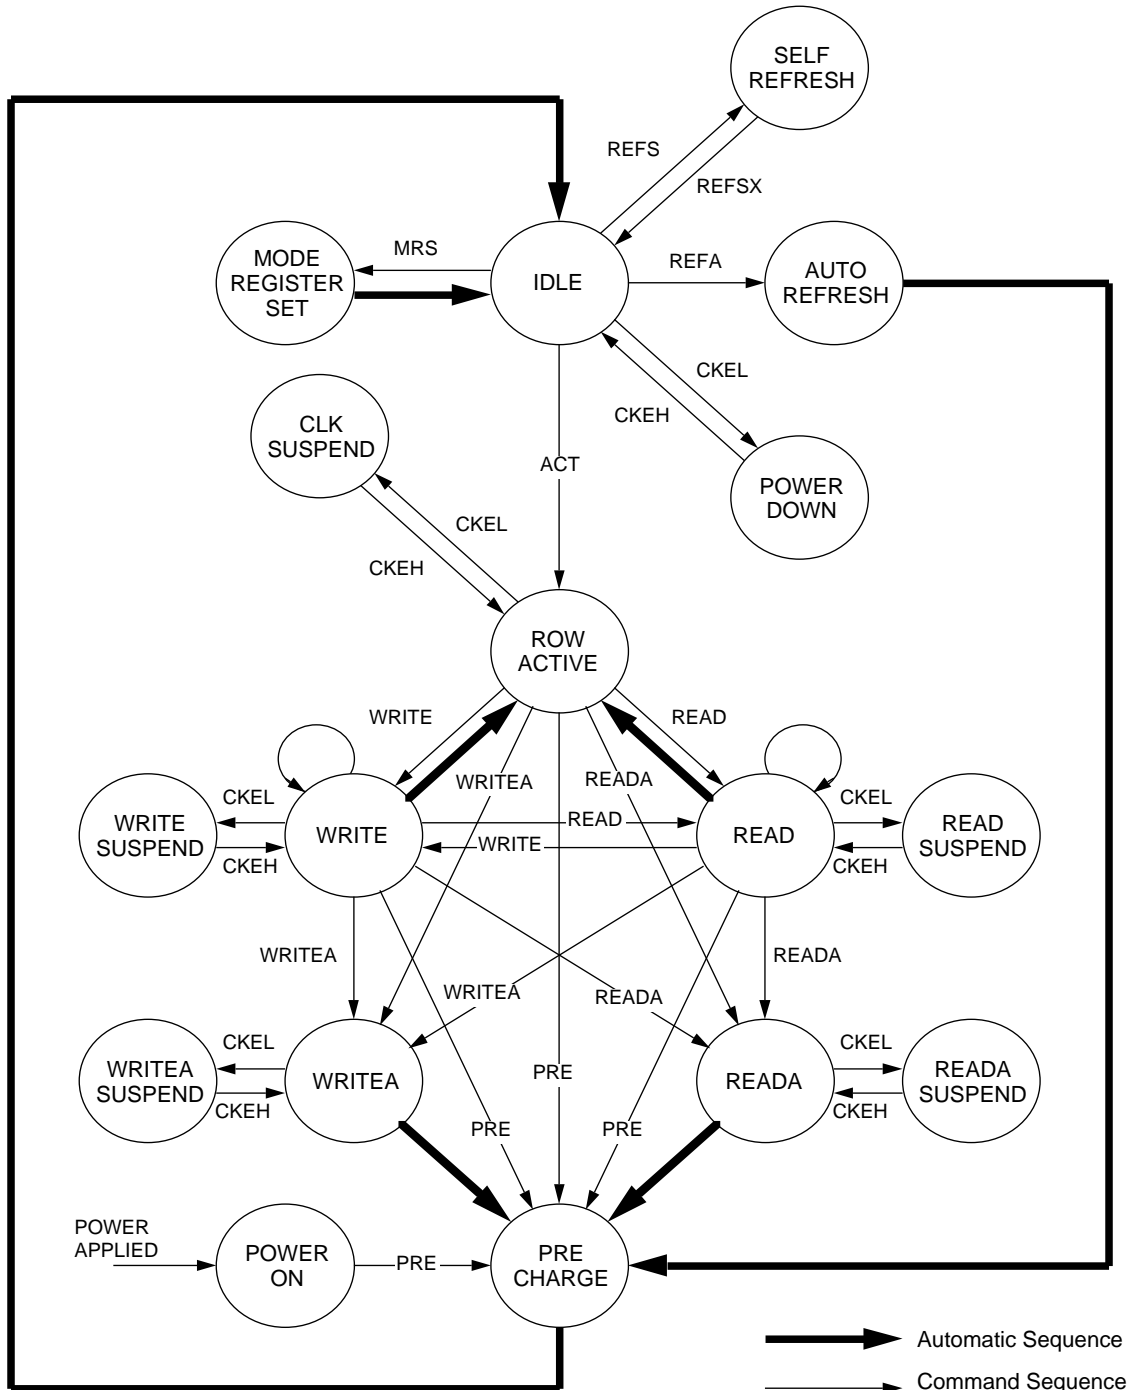 SELF
REFRESH
REFS
REFSX
MODE
REGISTER
SET
MRS
IDLE
REFA
AUTO
REFRESH
CKEL
CKEH
CLK
SUSPEND
ACT
POWER
DOWN
CKEL
CKEH
ROW
ACTIVE
WRITE
READ
WRITEA
READA
CKEL
CKEL
WRITE
SUSPEND
WRITE
READ
WRITE
READ
READ
SUSPEND
CKEH
CKEH
WRITEA
READA
WRITEA
READA
CKEL
CKEL
WRITEA
SUSPEND
WRITEA
PRE
READA
READA
SUSPEND
CKEH
CKEH
PRE
PRE
POWER
APPLIED
POWER
ON
PRE
PRE
CHARGE
Automatic Sequence
Command Sequence